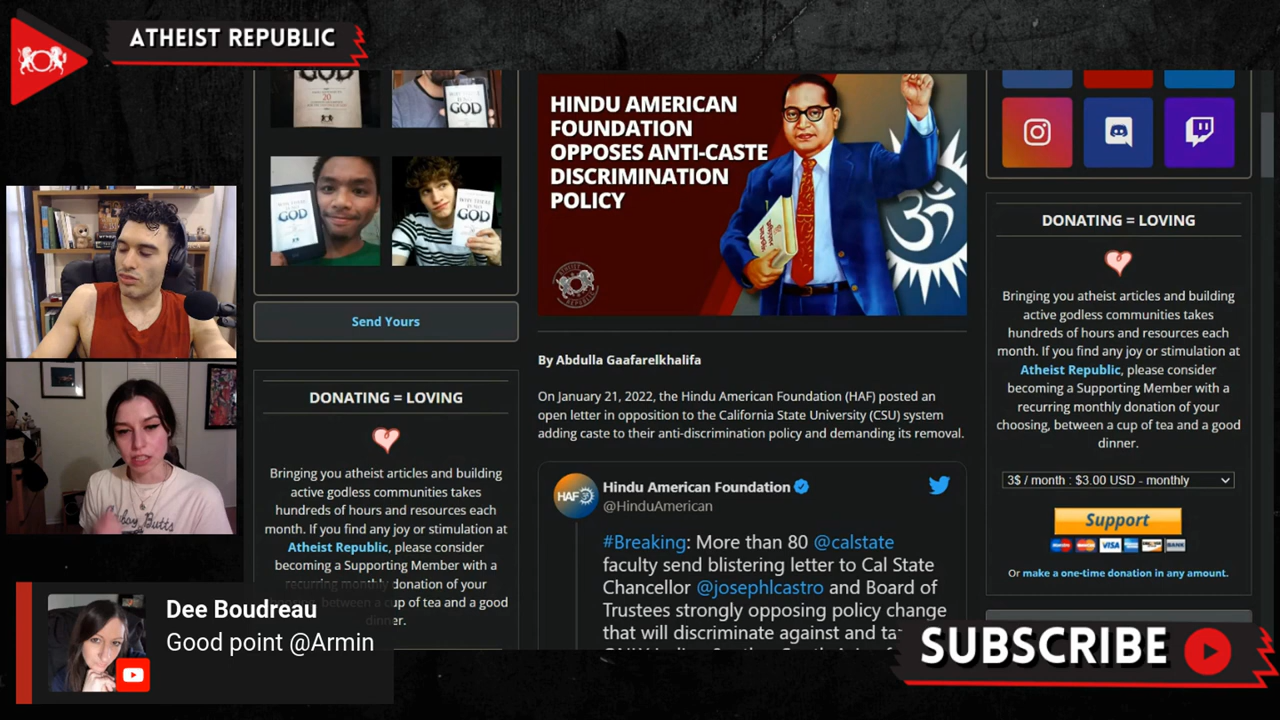 ATHEIST REPUBLIC
GOD
20
GOD
GOD
GOD
Send Yours
DONATING = LOVING
Bringing you atheist articles and building
active godless communities takes
hundreds of hours and resources each
month. If you find any joy or stimulation at
Atheist Republic, please consider
becoming a Supporting Member with a
recurring monthly donation of your
choosing, between a cup of tea and a good
dinner.
HINDU AMERICAN
FOUNDATION
OPPOSES ANTI-CASTE
DISCRIMINATION
POLICY
By Abdulla Gaafarelkhalifa
On January 21, 2022, the Hindu American Foundation (HAF) posted an
open letter in opposition to the California State University (CSU) system
adding caste to their anti-discrimination policy and demanding its removal.
HAF
Hindu American Foundation
@HinduAmerican
#Breaking: More than 80 @calstate
faculty send blistering letter to Cal State
Chancellor @josephlcastro and Board of
Trustees strongly opposing policy change
that will discriminate against and
DONATING = LOVING
Bringing you atheist articles and building
active godless communities takes
hundreds of hours and resources each
month. If you find any joy or stimulation at
Atheist Republic, please consider
becoming a Supporting Member with a
recurring monthly donation of your
choosing, between a cup of tea and a good
dinner.
3$ / month : $3.00 USD - monthly
Support
VISA
BANK
Or make a one-time donation in any amount.
Dee Boudreau
Good point @Armin
SUBSCRIBE